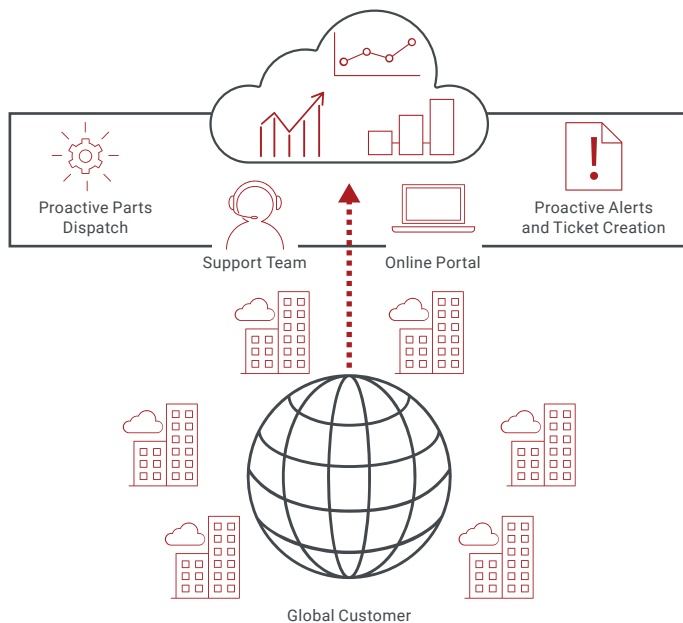 Proactive Parts
Dispatch
Support Team
Online Portal
Proactive Alerts
and Ticket Creation
Global Customer